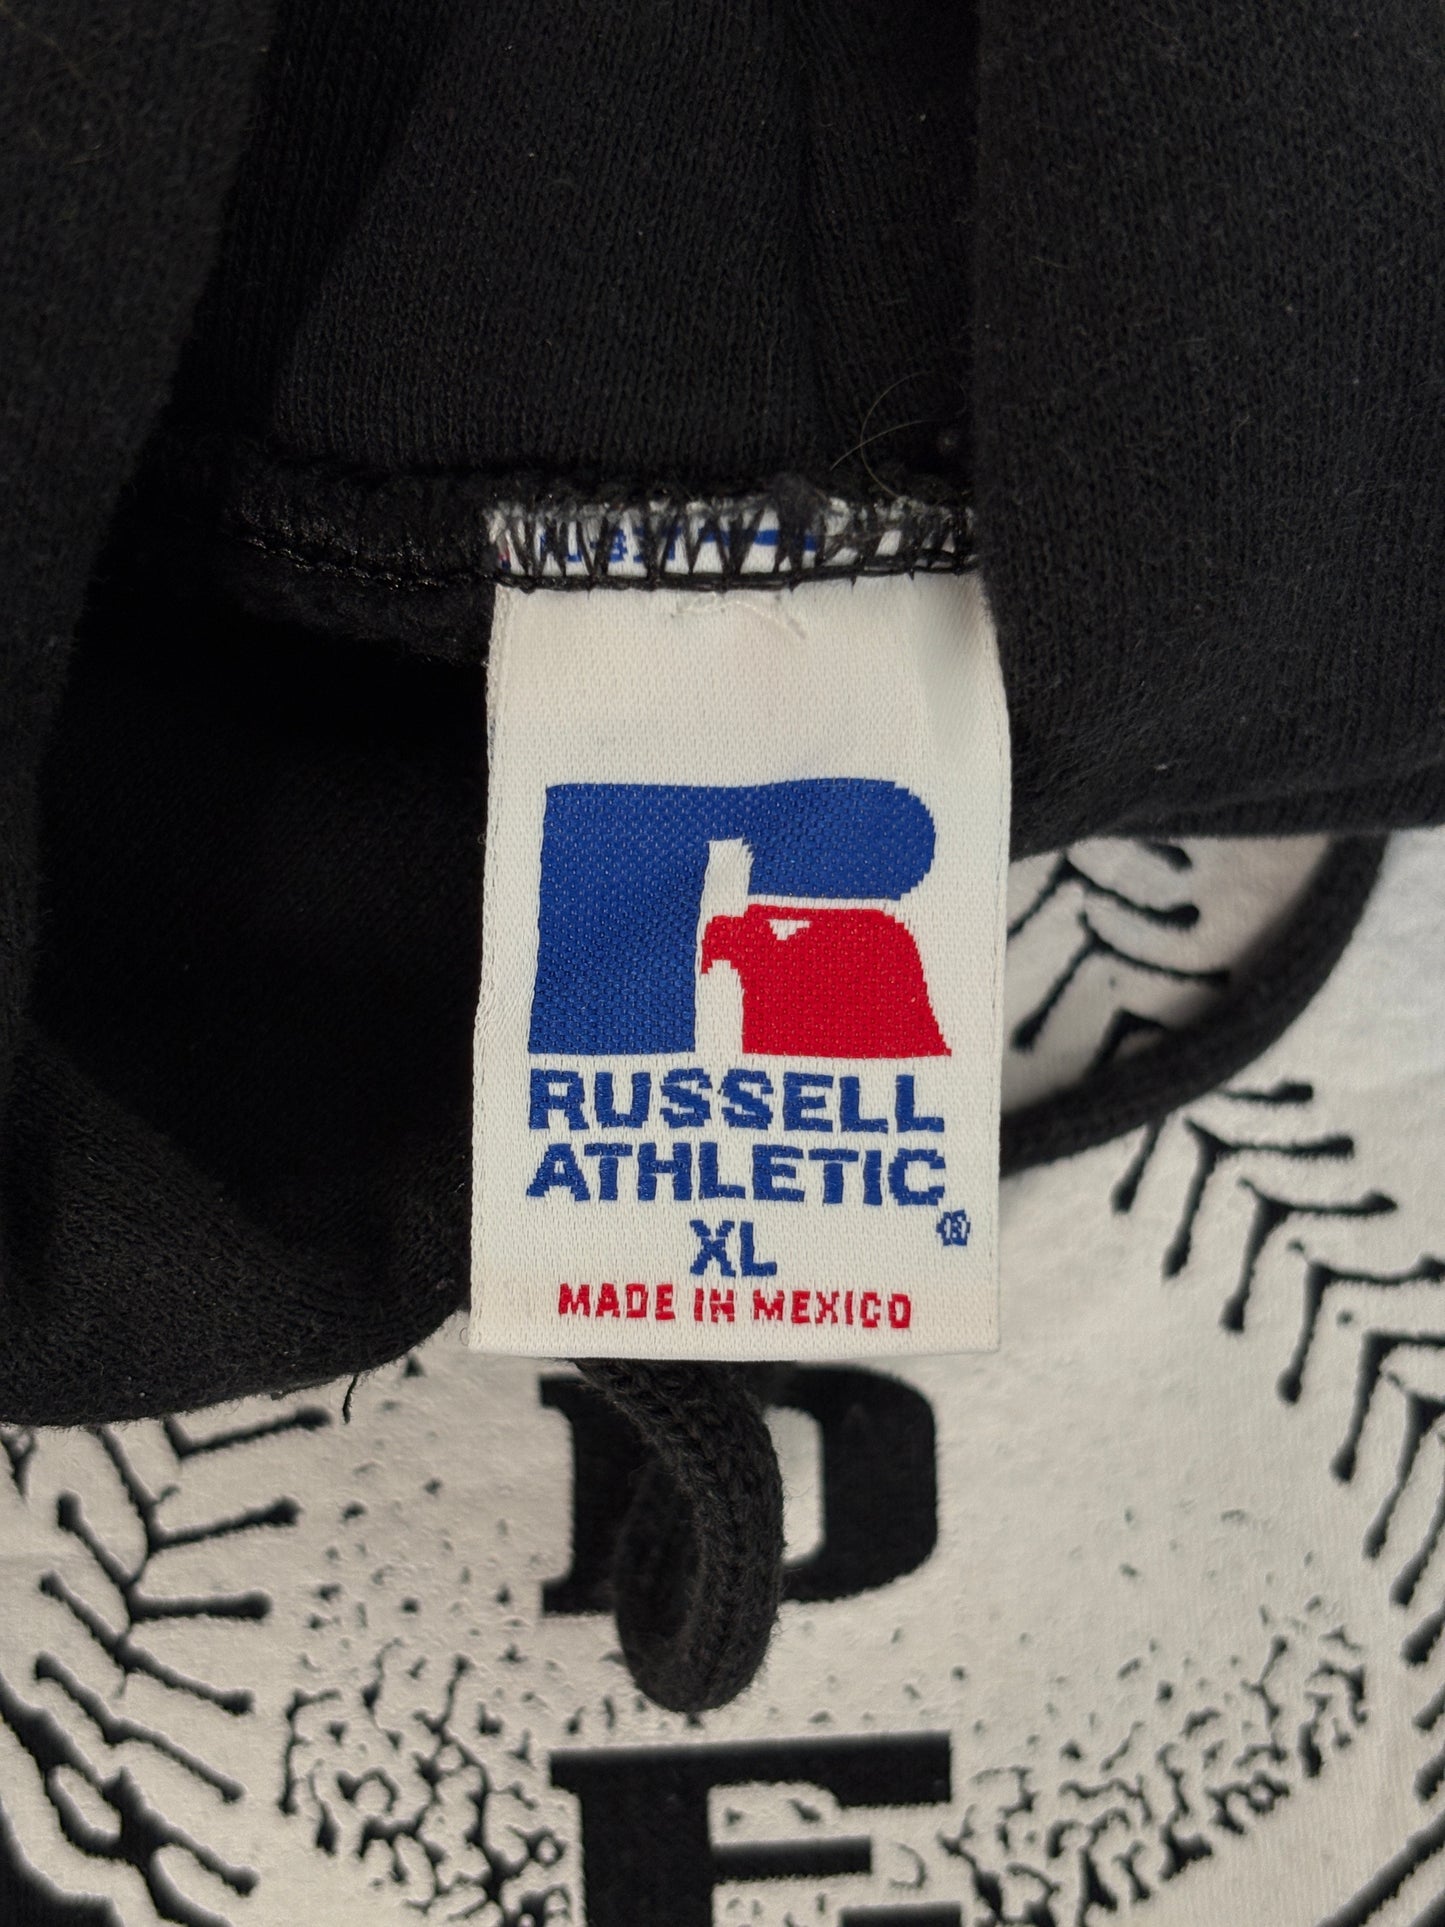 RUSSELL
ATHLETIC®
XL
MADE IN MEXICO